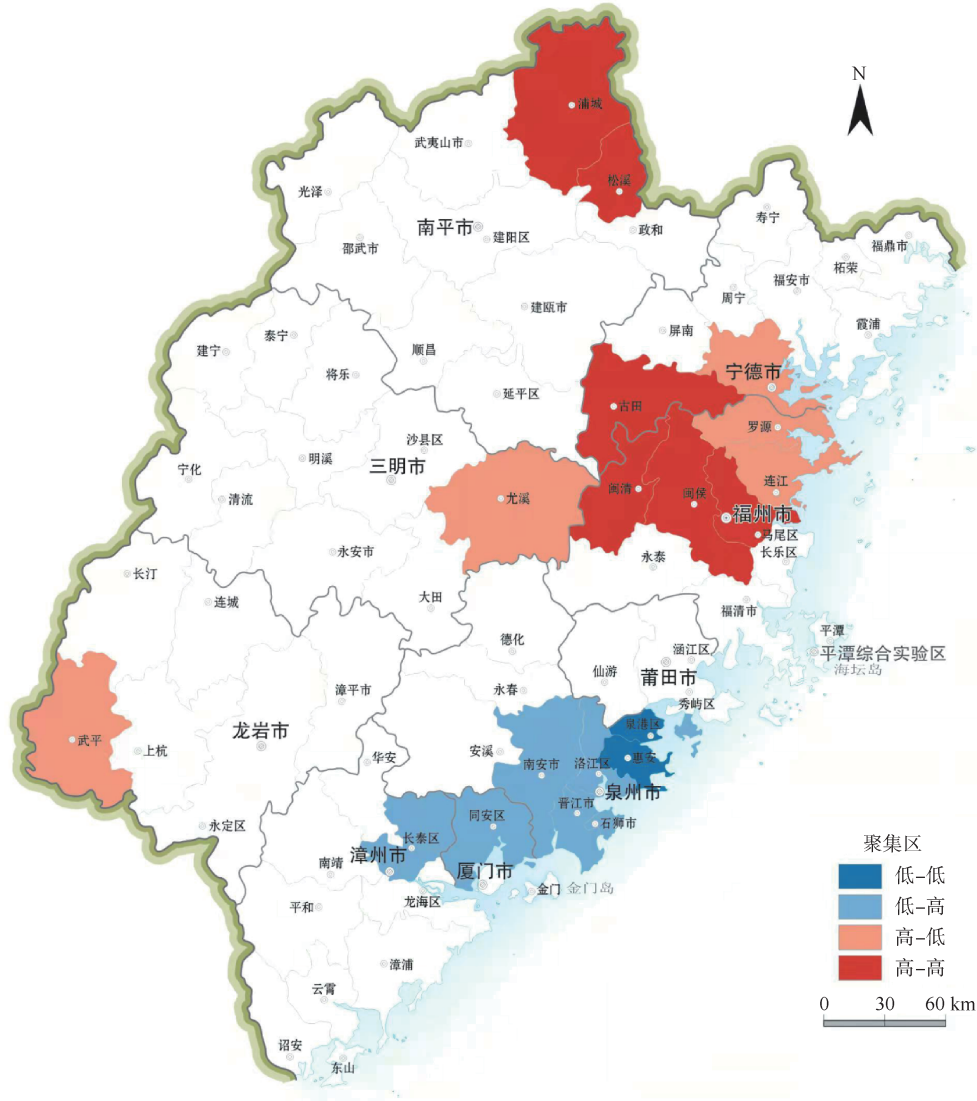 N
浦城
武夷山市
松溪
光泽
寿宁
南平市
政和
建阳区
福鼎市
邵武市
柘荣
福安市
周宁
建瓯市
霞浦
屏南
泰宁
建宁
顺昌
宁德市
将乐
延平区
古田
罗源
沙县区
明溪
三明市
宁化
连江
清流
尤溪
闽清
闽侯
福州市
马尾区
永安市
长乐区
永泰
长汀
大田
连城
福清市
平潭
德化
涵江区
平潭综合实验区
海坛岛
仙游
莆田市
永春
漳平市
秀屿区
龙岩市
泉港区
武平
上杭
安溪
华安
惠安
洛江区
南安市
泉州市
晋江市
永定区
同安区
石狮市
长泰区
漳州市
南靖
厦门市
金门
金门岛
龙海区
平和
漳浦
云霄
诏安
东山
聚集区
低-低
低-高
高-低
高-高
0 30 60 km